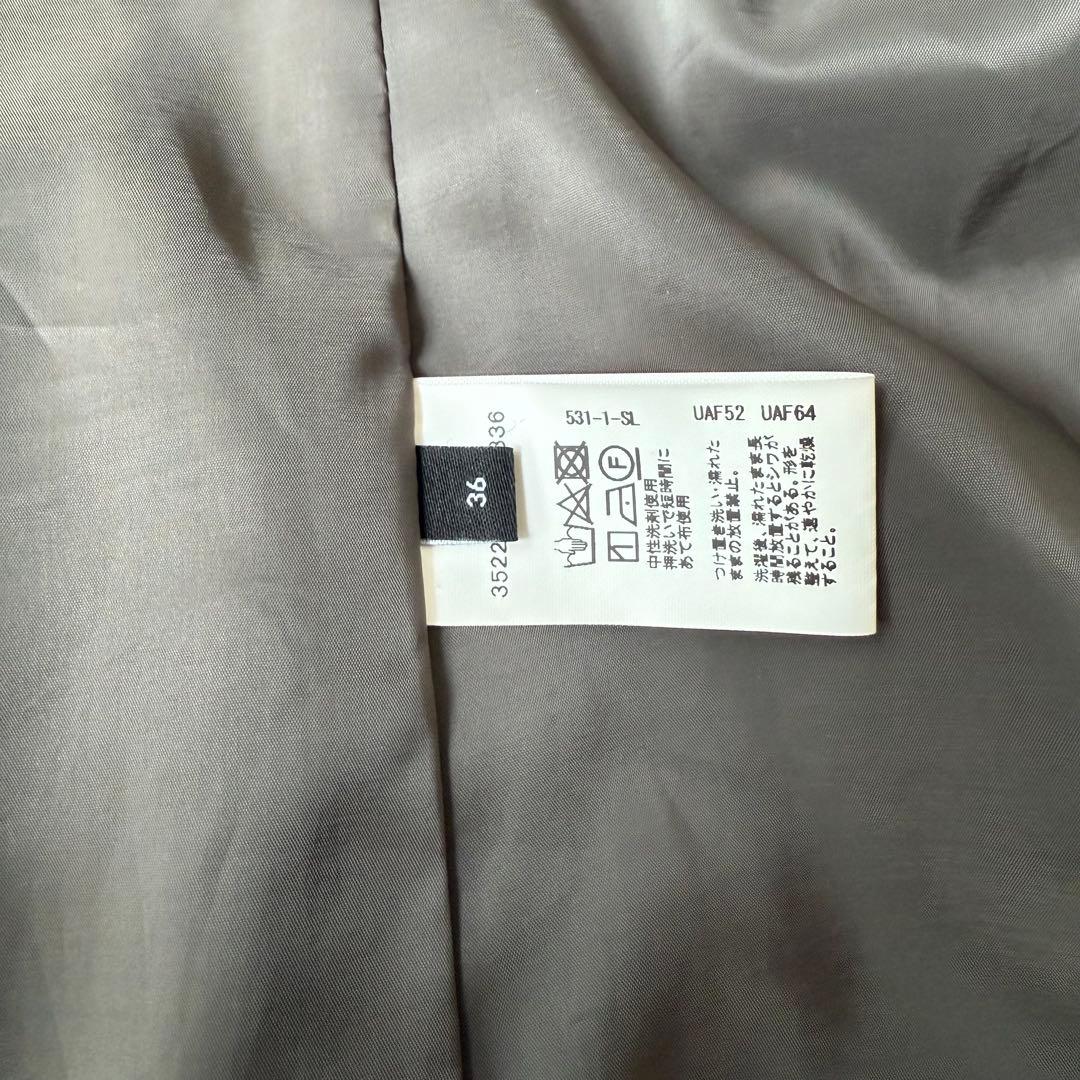 36
3522 336
531-1-SL
UAF52 UAF64
F
中性洗剤使用
押洗いで短時間に
あて布使用
つけ置き洗い・濡れた
ままの放置禁止。
洗濯後、濡れたまま長
時間放置するとシワが
残ることがある。形を
整えて、速やかに乾燥
すること。